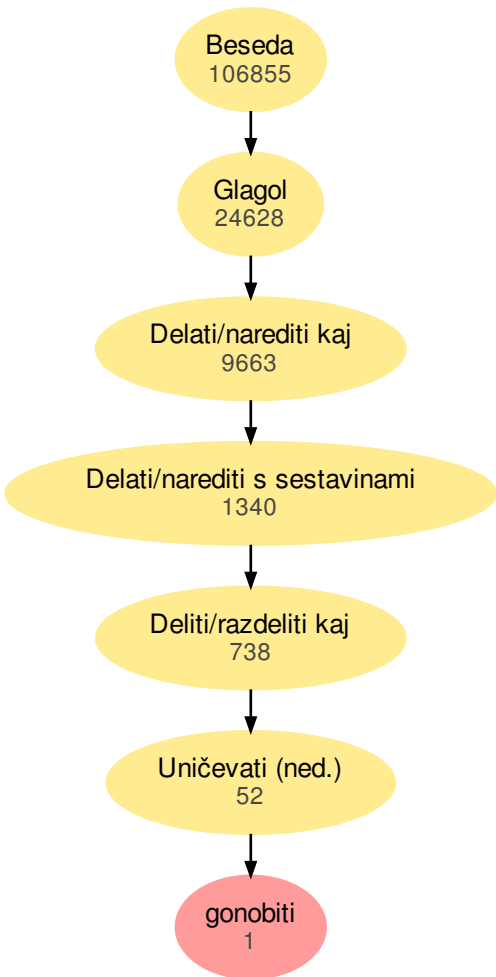 Beseda
106855
Glagol
24628
Delati/narediti kaj
9663
Delati/narediti s sestavinami
1340
Deliti/razdeliti kaj
738
Uničevati (ned.)
52
gonobiti
1